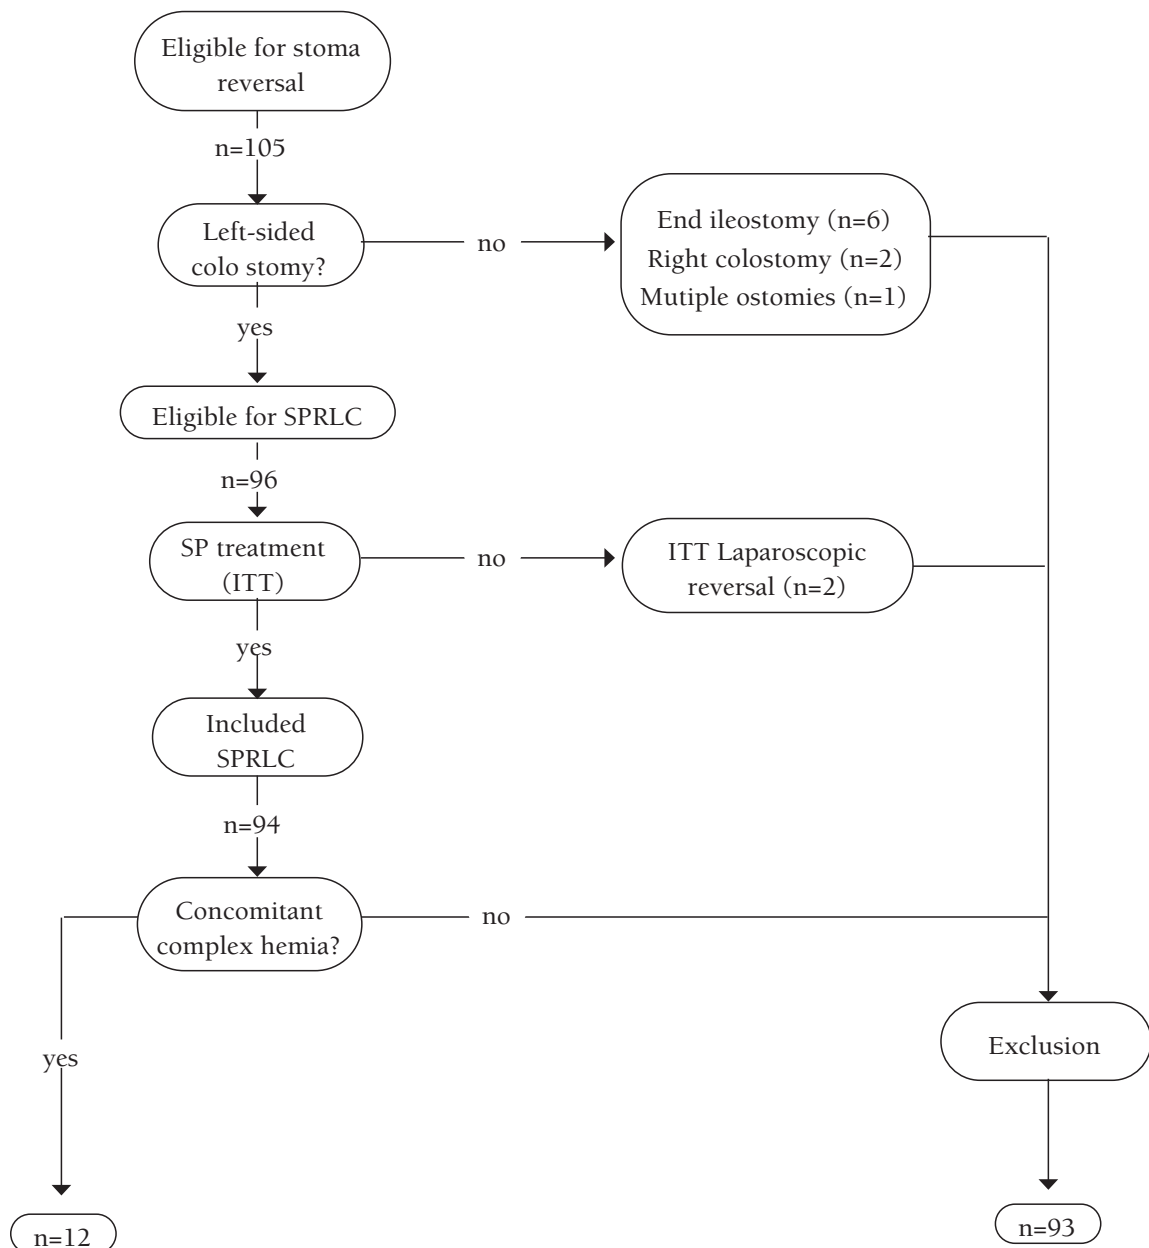 Eligible for stoma
reversal
n=105
Left-sided
colo stomy?
no
End ileostomy (n=6)
Right colostomy (n=2)
Mutiple ostomies (n=1)
yes
Eligible for SPRLC
n=96
SP treatment
(ITT)
no
ITT Laparoscopic
reversal (n=2)
yes
Included
SPRLC
n=94
Concomitant
complex hemia?
no
yes
Exclusion
n=12
n=93